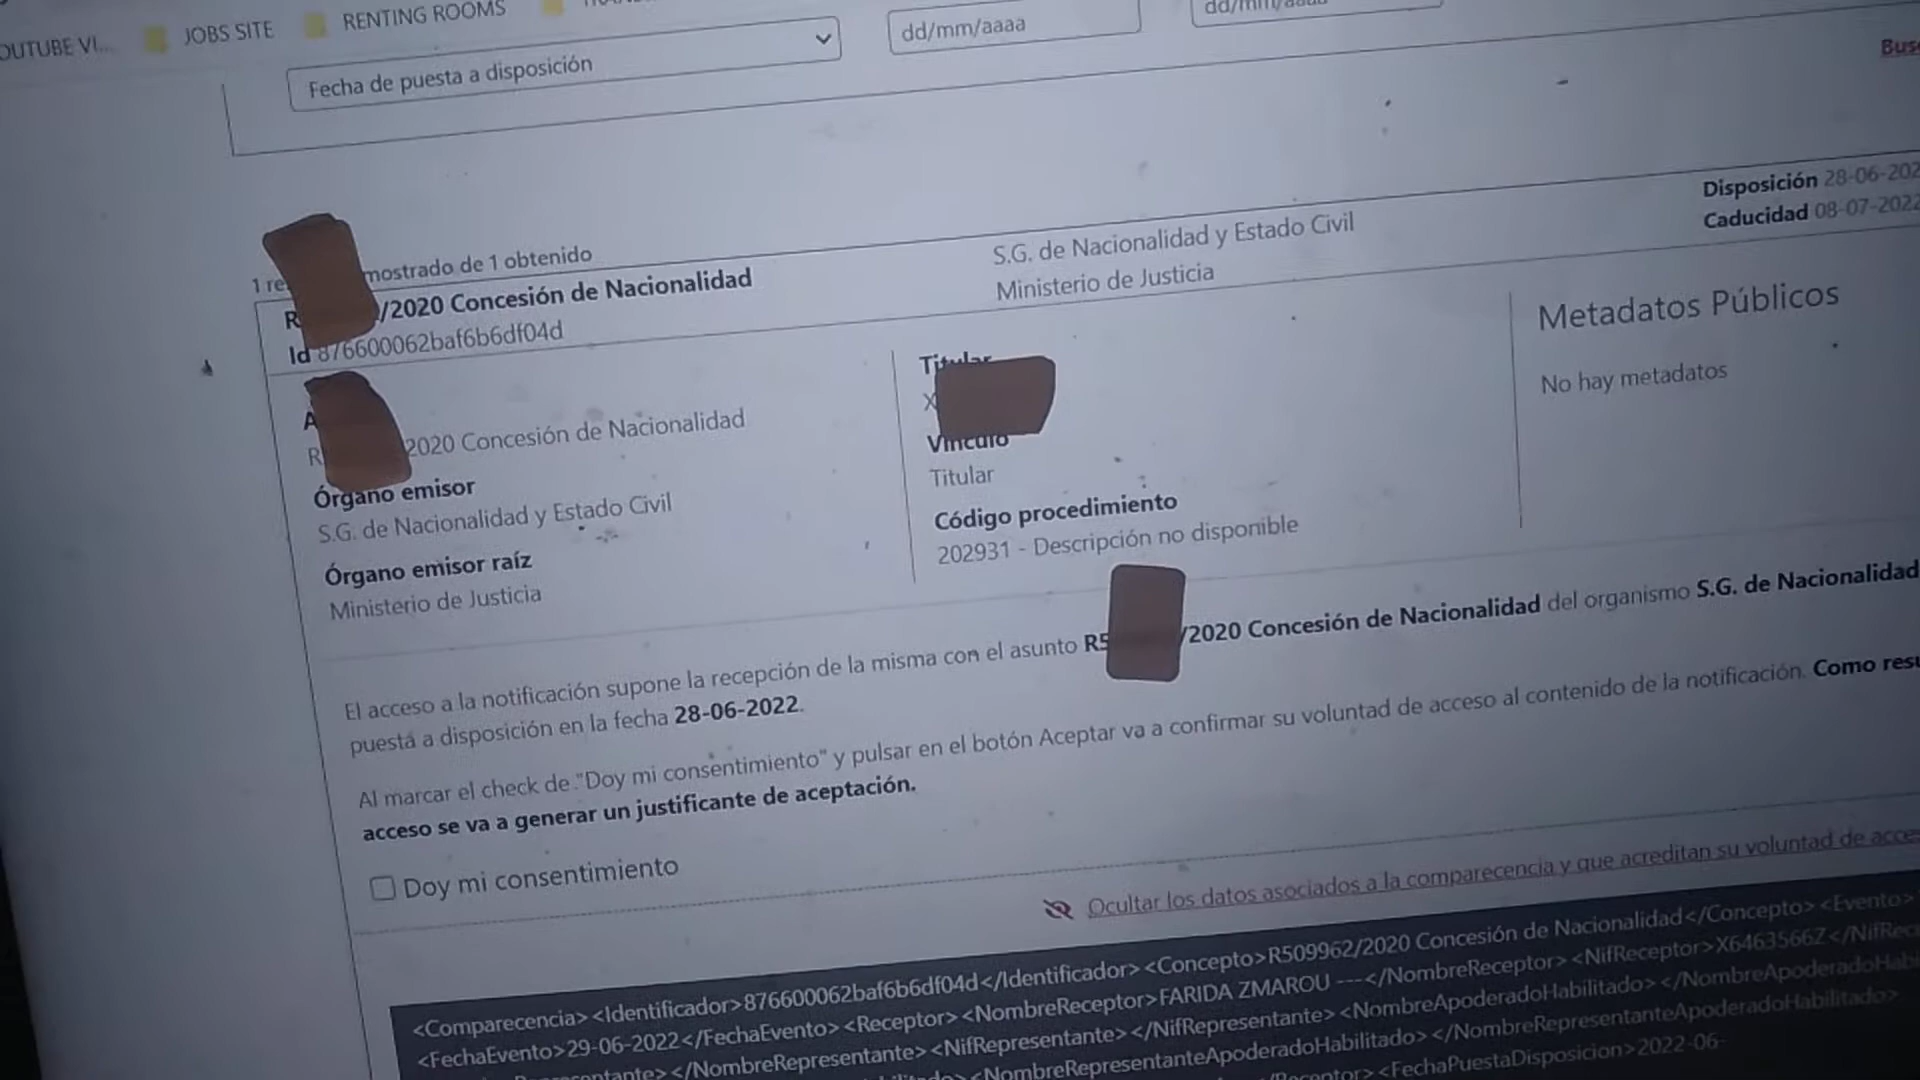 JOBS SITE
RENTING ROOMS
Fecha de puesta a disposición
dd/mm/aaaa
Disposición 28-06-202
Caducidad 08-07-2022
mostrado de 1 obtenido
/2020 Concesión de Nacionalidad
Id 876600062baf6b6df04d
S.G. de Nacionalidad y Estado Civil
Ministerio de Justicia
2020 Concesión de Nacionalidad
Órgano emisor
S.G. de Nacionalidad y Estado Civil
Órgano emisor raíz
Ministerio de Justicia
Titular
X
Vínculo
Titular
Código procedimiento
202931 - Descripción no disponible
Metadatos Públicos
No hay metadatos
El acceso a la notificación supone la recepción de la misma con el asunto R5 /2020 Concesión de Nacionalidad del organismo S.G. de Nacionalidad
puesta a disposición en la fecha 28-06-2022.
Al marcar el check de "Doy mi consentimiento" y pulsar en el botón Aceptar va a confirmar su voluntad de acceso al contenido de la notificación. Como
acceso se va a generar un justificante de aceptación.
Doy mi consentimiento
Ocultar los datos asociados a la comparecencia y que acreditan su voluntad de
<Comparecencia> <Identificador>876600062baf6b6df04d</Identificador> <Concepto>R509962/2020 Concesión de Nacionalidad</Concepto> <Evento>
<FechaEvento>29-06-2022</FechaEvento> <Receptor> <NombreReceptor>FARIDA ZMAROU ---</NombreReceptor> <NifReceptor>X6463566Z</
</NombreRepresentante> <NifRepresentante> </NifRepresentante> <NombreApoderadoHabilitado> </NombreApoderadoHabi
<NombreRepresentanteApoderadoHabilitado> </NombreRepresentanteApoderadoHabilitado>
<FechaPuestaDisposicion>2022-06-